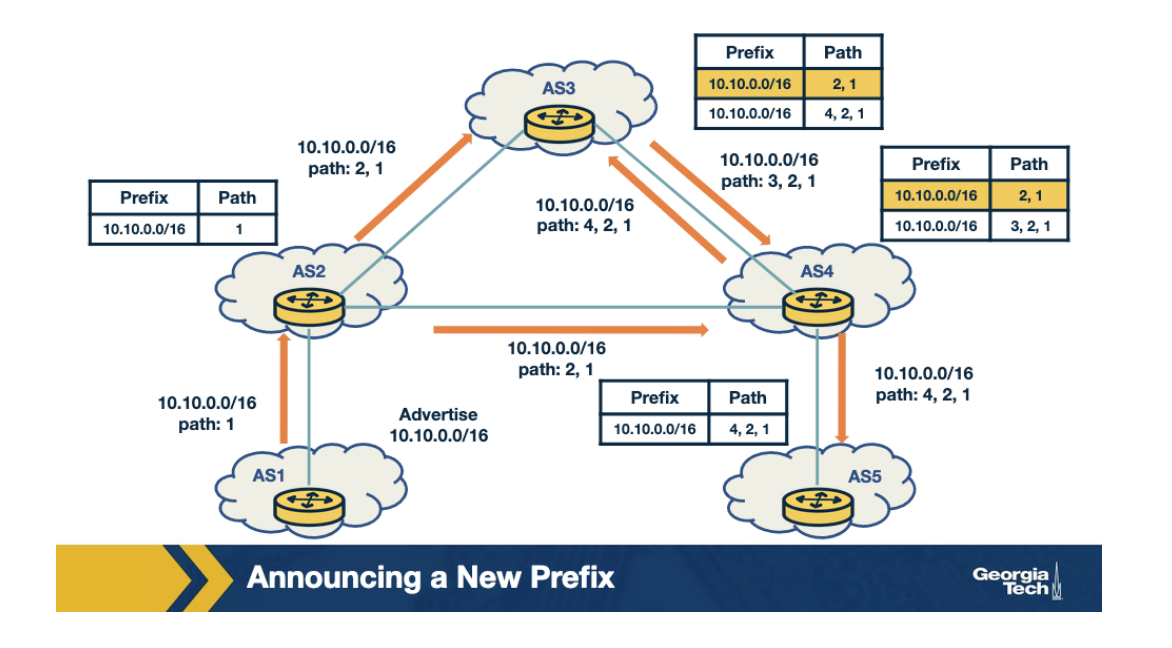 Prefix Path
10.10.0.0/16 2, 1
10.10.0.0/16 4, 2, 1
AS3
10.10.0.0/16
path: 2, 1
10.10.0.0/16
path: 3, 2, 1
10.10.0.0/16
path: 4, 2, 1
Prefix Path
10.10.0.0/16 2, 1
10.10.0.0/16 3, 2, 1
Prefix Path
10.10.0.0/16 1
AS2
AS4
10.10.0.0/16
path: 2, 1
10.10.0.0/16
path: 4, 2, 1
Prefix Path
10.10.0.0/16 4, 2, 1
10.10.0.0/16
path: 1
Advertise
10.10.0.0/16
AS1
AS5
Announcing a New Prefix
Georgia
Tech